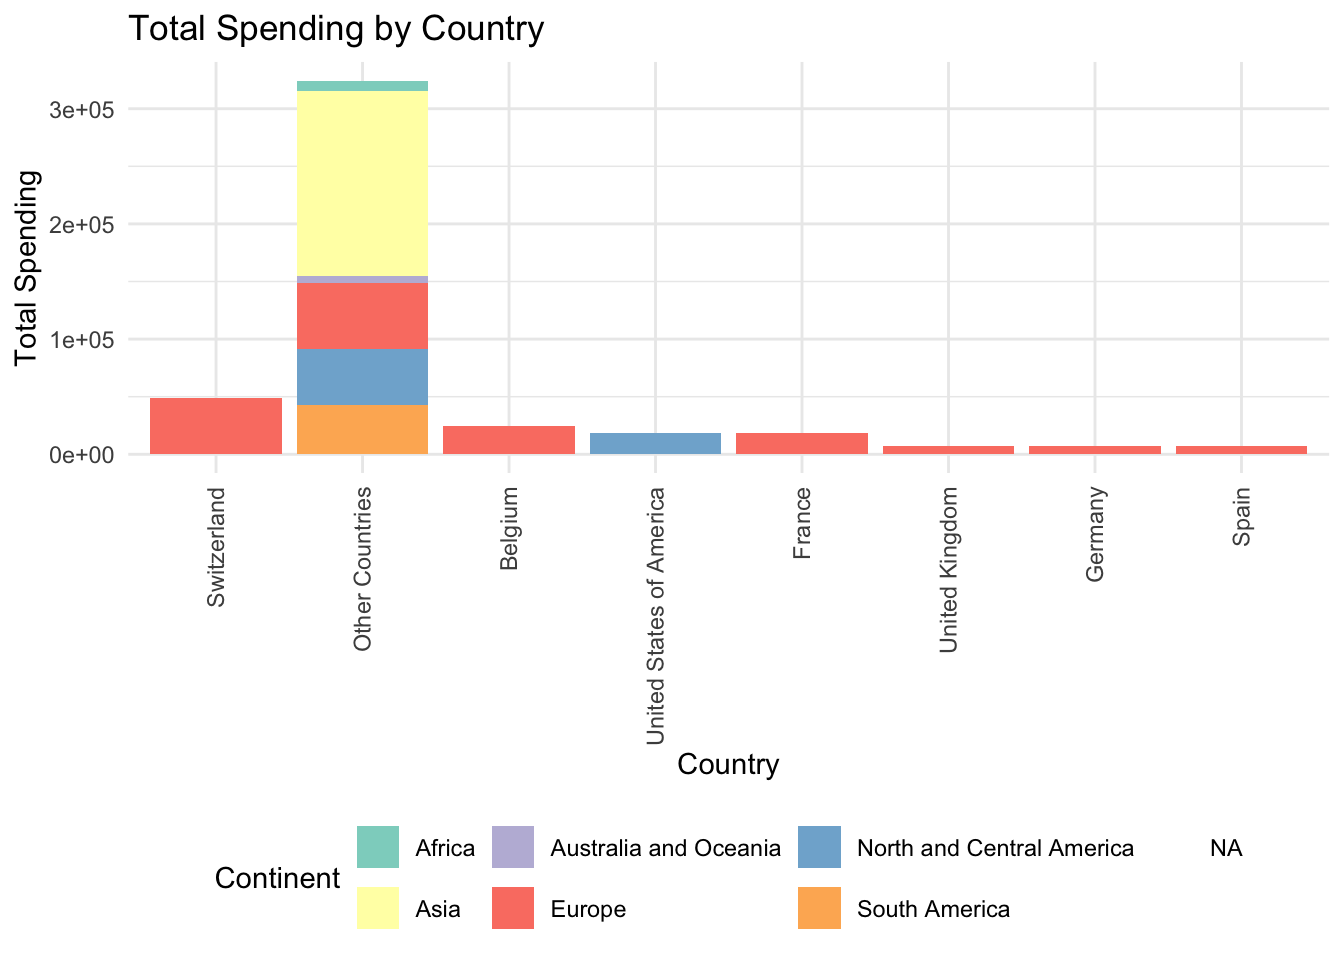 Total Spending by Country
Total Spending
3e+05
2e+05
1e+05
0e+00
Switzerland
Other Countries
Belgium
United States of America
France
United Kingdom
Germany
Spain
Country
Continent
Africa
Australia and Oceania
North and Central America
NA
Asia
Europe
South America